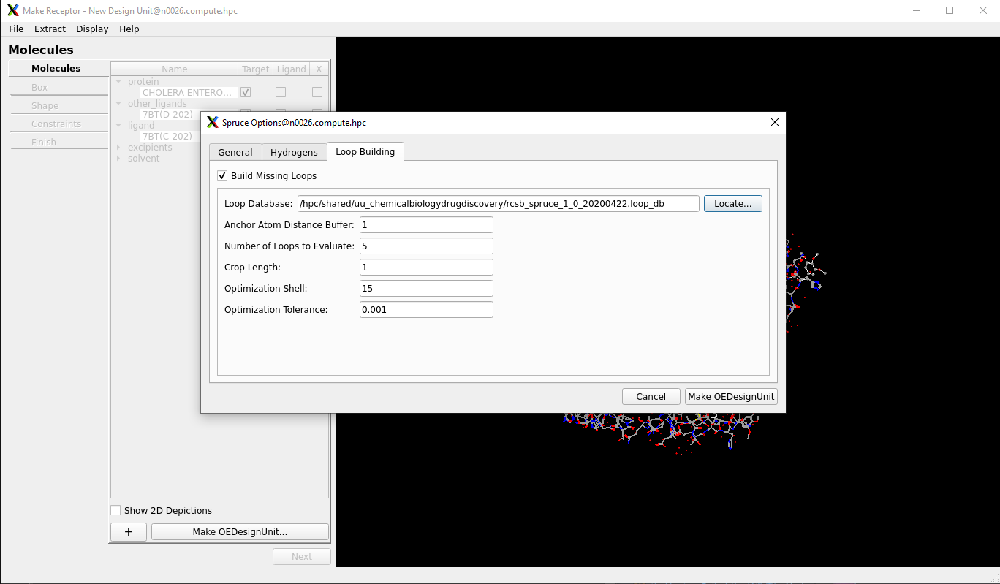 Make Receptor - New Design Unit@n0026.compute.hpc
File Extract Display Help
Molecules
Molecules
Box
Shape
Constraints
Finish
Name Target Ligand X
protein
CHOLERA ENTERO...
other_ligands
7BT(D-202)
ligand
7BT(C-202)
excipients
solvent
Spruce Options@n0026.compute.hpc
General Hydrogens Loop Building
Build Missing Loops
Loop Database: /hpc/shared/uu_chemicalbiologydrugdiscovery/rcsb_spruce_1_0_20200422.loop_db Locate...
Anchor Atom Distance Buffer: 1
Number of Loops to Evaluate: 5
Crop Length: 1
Optimization Shell: 15
Optimization Tolerance: 0.001
Cancel Make OEDesignUnit
Show 2D Depictions
+ Make OEDesignUnit...
Next